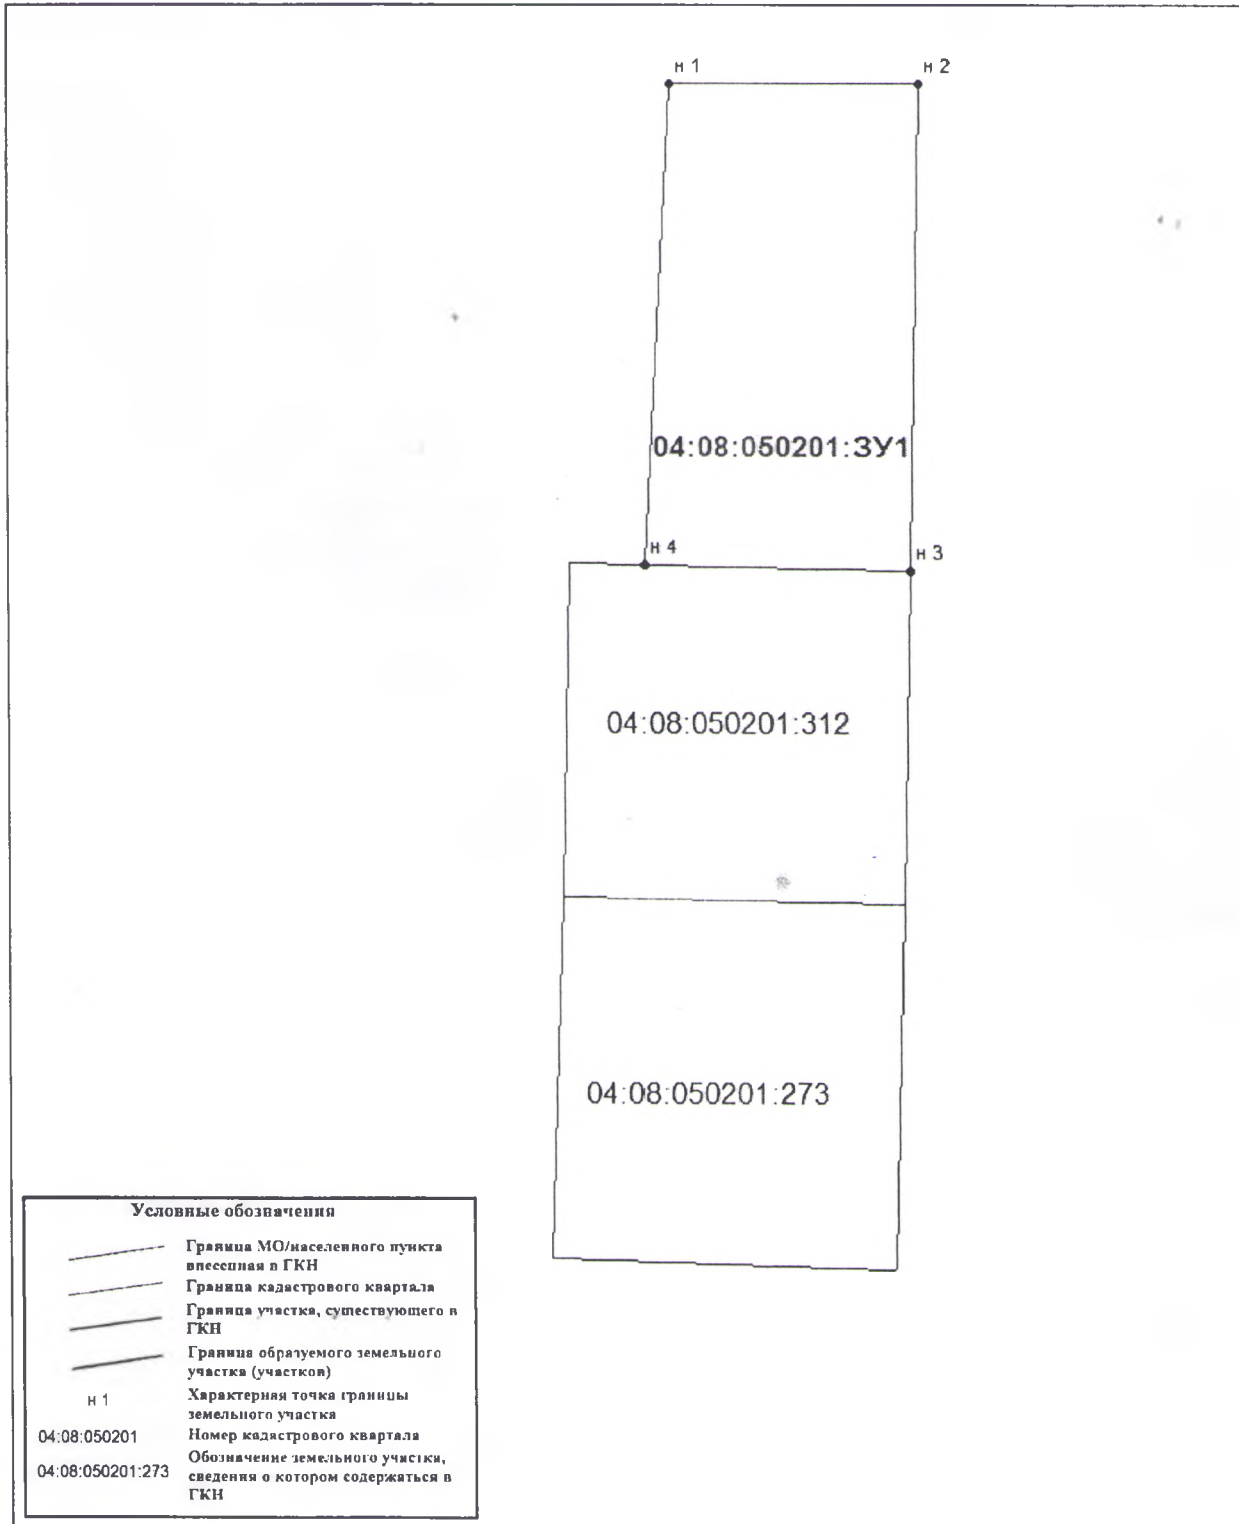 н 1
н 2
04:08:050201:ЗУ1
н 4
н 3
04:08:050201:312
04:08:050201:273
Условные обозначения
Граница МО/населенного пункта
внесенная в ГКН
Граница кадастрового квартала
Граница участка, существующего в
ГКН
Граница образуемого земельного
участка (участков)
н 1
Характерная точка границы
земельного участка
04:08:050201
Номер кадастрового квартала
04:08:050201:273
Обозначение земельного участка,
сведения о котором содержаться в
ГКН